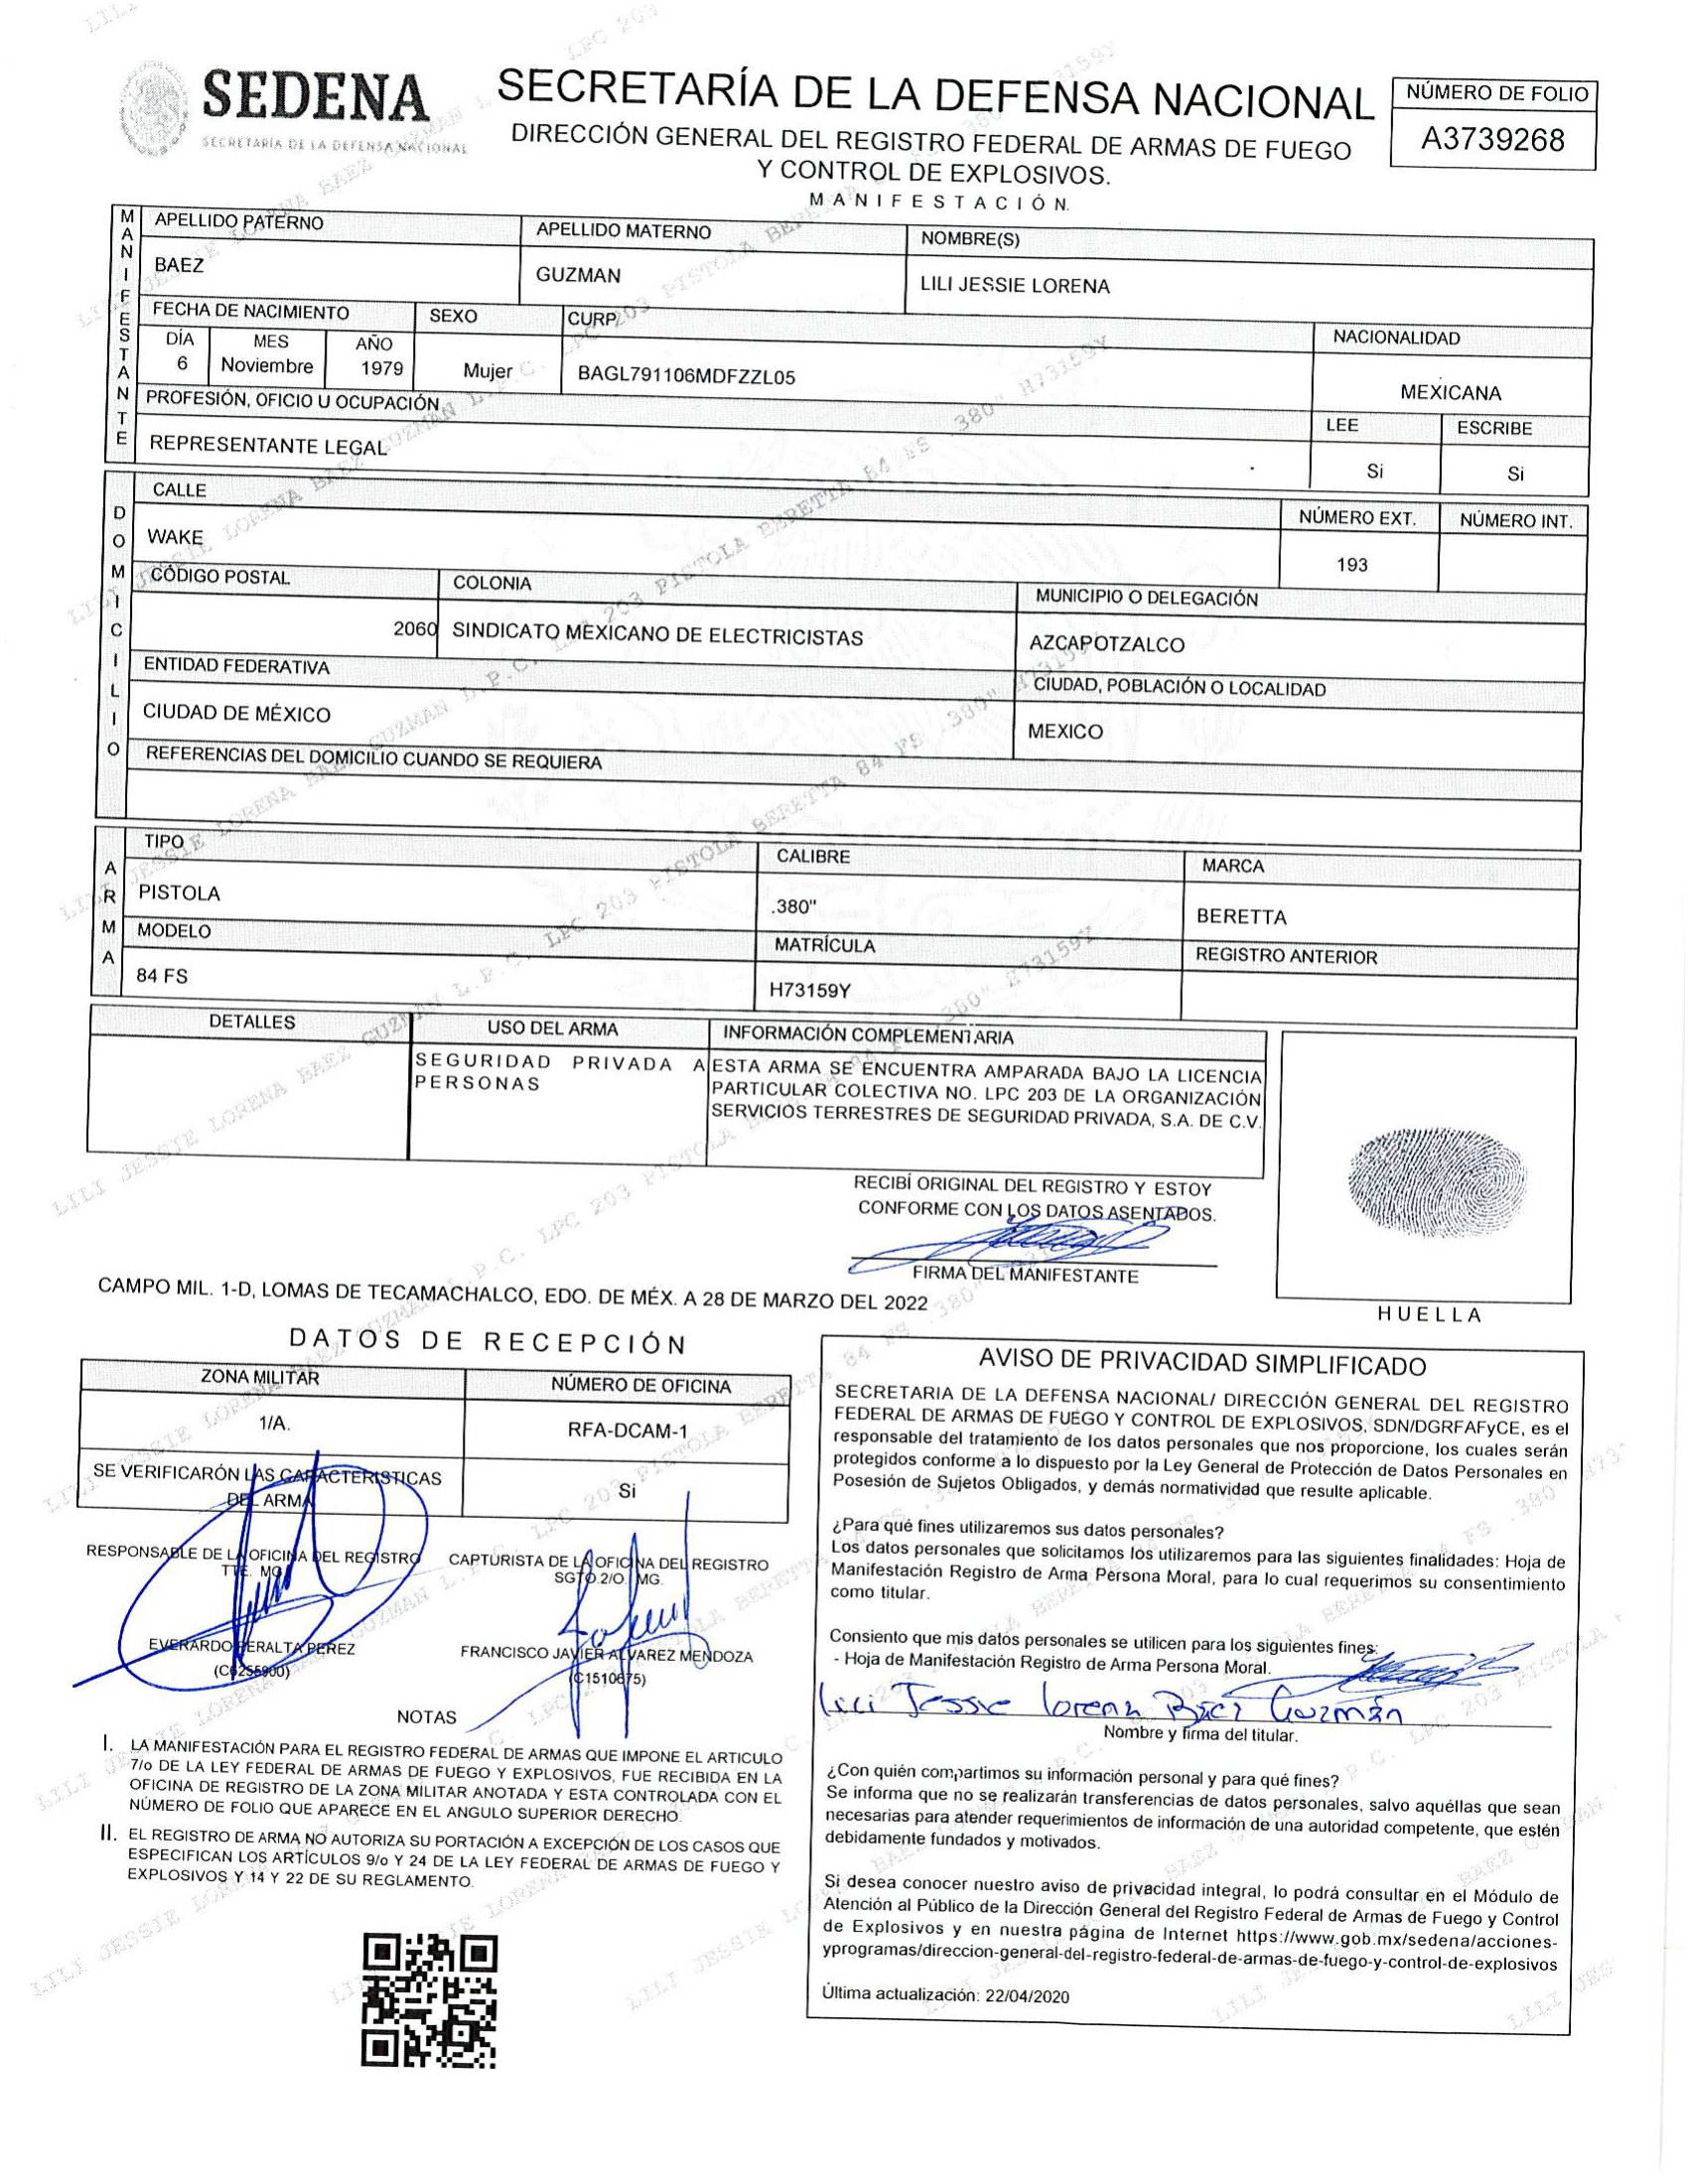 SEDENA
SECRETARÍA DE LA DEFENSA NACIONAL
SECRETARÍA DE LA DEFENSA NACIONAL
DIRECCIÓN GENERAL DEL REGISTRO FEDERAL DE ARMAS DE FUEGO
Y CONTROL DE EXPLOSIVOS.
MANIFESTACIÓN.
NÚMERO DE FOLIO
A3739268
MANIFESTANTE
APELLIDO PATERNO
APELLIDO MATERNO
NOMBRE(S)
BAEZ
GUZMAN
LILI JESSIE LORENA
FECHA DE NACIMIENTO
SEXO
CURP
NACIONALIDAD
DÍA
MES
AÑO
6
Noviembre
1979
Mujer
BAGL791106MDFZZL05
MEXICANA
PROFESIÓN, OFICIO U OCUPACIÓN
LEE
ESCRIBE
REPRESENTANTE LEGAL
Si
Si
DOMICILIO
CALLE
NÚMERO EXT.
NÚMERO INT.
WAKE
193
CÓDIGO POSTAL
COLONIA
MUNICIPIO O DELEGACIÓN
2060
SINDICATO MEXICANO DE ELECTRICISTAS
AZCAPOTZALCO
ENTIDAD FEDERATIVA
CIUDAD, POBLACIÓN O LOCALIDAD
CIUDAD DE MÉXICO
MEXICO
REFERENCIAS DEL DOMICILIO CUANDO SE REQUIERA
ARMA
TIPO
CALIBRE
MARCA
PISTOLA
.380"
BERETTA
MODELO
MATRÍCULA
REGISTRO ANTERIOR
84 FS
H73159Y
DETALLES
USO DEL ARMA
INFORMACIÓN COMPLEMENTARIA
SEGURIDAD PRIVADA A
PERSONAS
ESTA ARMA SE ENCUENTRA AMPARADA BAJO LA LICENCIA
PARTICULAR COLECTIVA NO. LPC 203 DE LA ORGANIZACIÓN
SERVICIOS TERRESTRES DE SEGURIDAD PRIVADA, S.A. DE C.V.
RECIBÍ ORIGINAL DEL REGISTRO Y ESTOY
CONFORME CON LOS DATOS ASENTADOS.
FIRMA DEL MANIFESTANTE
HUELLA
CAMPO MIL. 1-D, LOMAS DE TECAMACHALCO, EDO. DE MÉX. A 28 DE MARZO DEL 2022
DATOS DE RECEPCIÓN
ZONA MILITAR
NÚMERO DE OFICINA
1/A.
RFA-DCAM-1
SE VERIFICARÓN LAS CARACTERISTICAS
DEL ARMA
Si
RESPONSABLE DE LA OFICINA DEL REGISTRO
TTE. MG.
EVERARDO PERALTA PEREZ
(C6255900)
CAPTURISTA DE LA OFICINA DEL REGISTRO
SGTO.2/O. MG.
FRANCISCO JAVIER ALVAREZ MENDOZA
(C1510675)
NOTAS
I. LA MANIFESTACIÓN PARA EL REGISTRO FEDERAL DE ARMAS QUE IMPONE EL ARTICULO
7/o DE LA LEY FEDERAL DE ARMAS DE FUEGO Y EXPLOSIVOS, FUE RECIBIDA EN LA
OFICINA DE REGISTRO DE LA ZONA MILITAR ANOTADA Y ESTA CONTROLADA CON EL
NÚMERO DE FOLIO QUE APARECE EN EL ANGULO SUPERIOR DERECHO.
II. EL REGISTRO DE ARMA NO AUTORIZA SU PORTACIÓN A EXCEPCIÓN DE LOS CASOS QUE
ESPECIFICAN LOS ARTÍCULOS 9/o Y 24 DE LA LEY FEDERAL DE ARMAS DE FUEGO Y
EXPLOSIVOS Y 14 Y 22 DE SU REGLAMENTO.
AVISO DE PRIVACIDAD SIMPLIFICADO
SECRETARIA DE LA DEFENSA NACIONAL/ DIRECCIÓN GENERAL DEL REGISTRO
FEDERAL DE ARMAS DE FUEGO Y CONTROL DE EXPLOSIVOS, SDN/DGRFAFyCE, es el
responsable del tratamiento de los datos personales que nos proporcione, los cuales serán
protegidos conforme a lo dispuesto por la Ley General de Protección de Datos Personales en
Posesión de Sujetos Obligados, y demás normatividad que resulte aplicable.
¿Para qué fines utilizaremos sus datos personales?
Los datos personales que solicitamos los utilizaremos para las siguientes finalidades: Hoja de
Manifestación Registro de Arma Persona Moral, para lo cual requerimos su consentimiento
como titular.
Consiento que mis datos personales se utilicen para los siguientes fines:
- Hoja de Manifestación Registro de Arma Persona Moral.
Lili Jessie Lorena Báez Guzmán
Nombre y firma del titular.
¿Con quién compartimos su información personal y para qué fines?
Se informa que no se realizarán transferencias de datos personales, salvo aquéllas que sean
necesarias para atender requerimientos de información de una autoridad competente, que estén
debidamente fundados y motivados.
Si desea conocer nuestro aviso de privacidad integral, lo podrá consultar en el Módulo de
Atención al Público de la Dirección General del Registro Federal de Armas de Fuego y Control
de Explosivos y en nuestra página de Internet https://www.gob.mx/sedena/acciones-
yprogramas/direccion-general-del-registro-federal-de-armas-de-fuego-y-control-de-explosivos
Última actualización: 22/04/2020